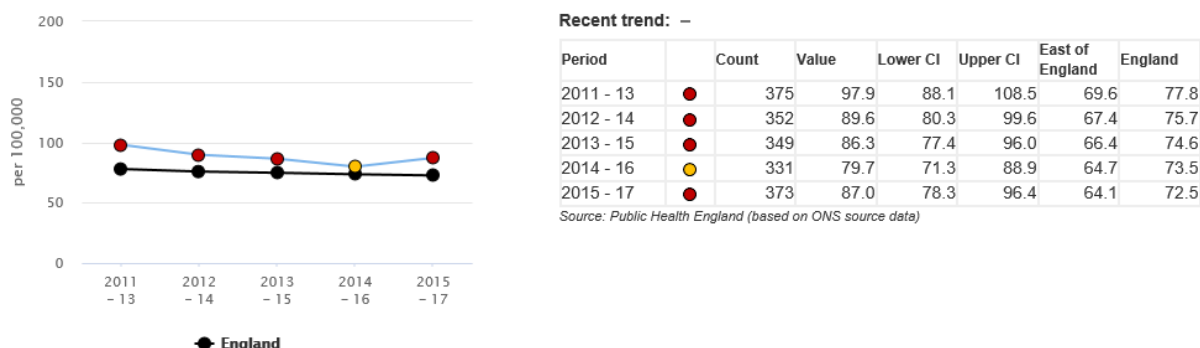 200
150
100
50
0
per 100,000
2011 – 13
2012 – 14
2013 – 15
2014 – 16
2015 – 17
England
Recent trend: –
Period Count Value Lower CI Upper CI East of England England
2011 - 13 375 97.9 88.1 108.5 69.6 77.8
2012 - 14 352 89.6 80.3 99.6 67.4 75.7
2013 - 15 349 86.3 77.4 96.0 66.4 74.6
2014 - 16 331 79.7 71.3 88.9 64.7 73.5
2015 - 17 373 87.0 78.3 96.4 64.1 72.5
Source: Public Health England (based on ONS source data)